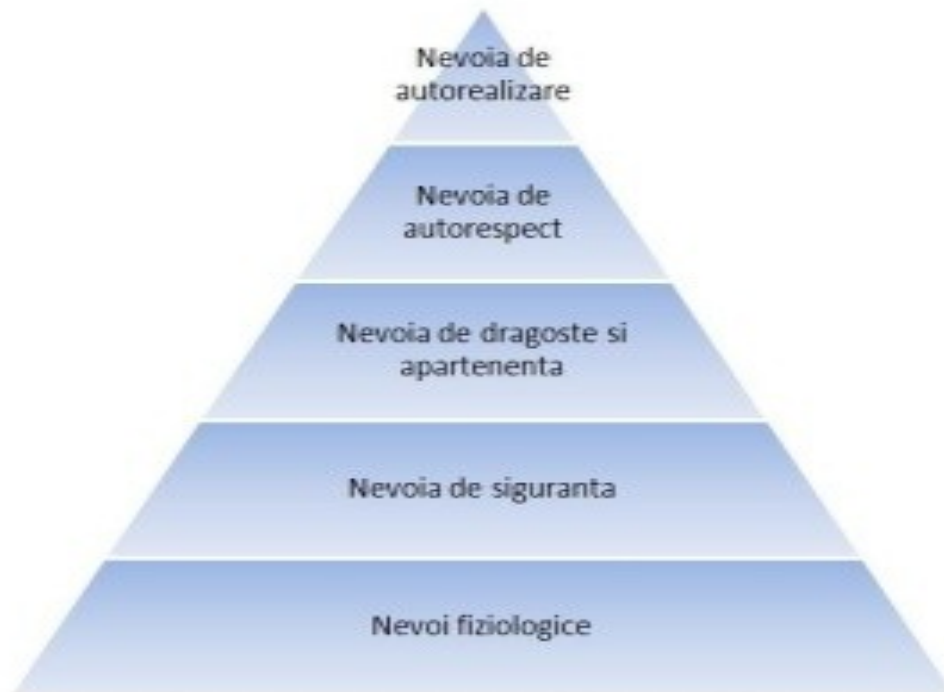 Nevoia de
autorealizare
Nevoia de
autorespect
Nevoia de dragoste si
apartenenta
Nevoia de siguranta
Nevoi fiziologice